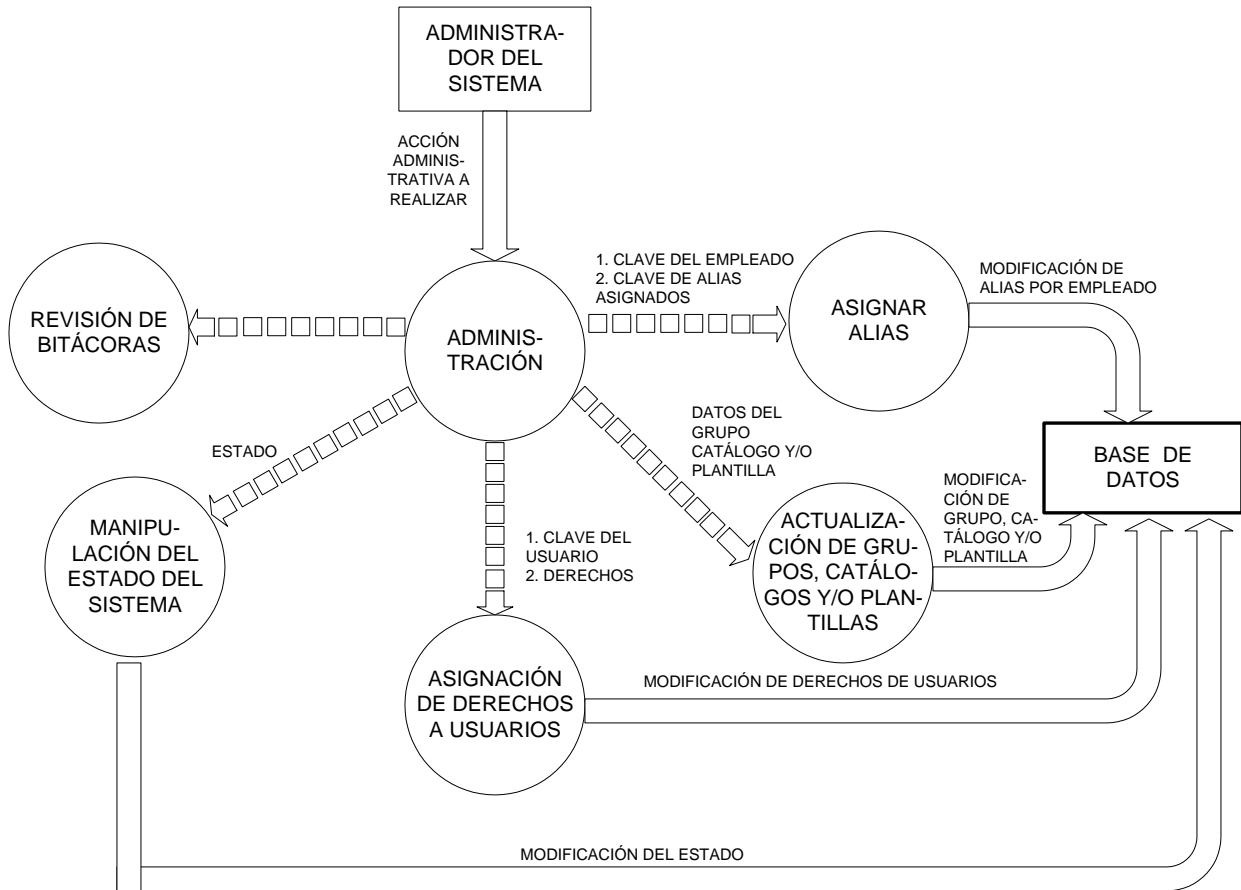 ADMINISTRA-
DOR DEL
SISTEMA
ACCIÓN
ADMINIS-
TRATIVA A
REALIZAR
REVISIÓN DE
BITÁCORAS
ADMINIS-
TRACIÓN
1. CLAVE DEL EMPLEADO
2. CLAVE DE ALIAS
ASIGNADOS
ASIGNAR
ALIAS
MODIFICACIÓN DE
ALIAS POR EMPLEADO
ESTADO
DATOS DEL
GRUPO
CATÁLOGO Y/O
PLANTILLA
BASE DE
DATOS
MANIPU-
LACIÓN DEL
ESTADO DEL
SISTEMA
1. CLAVE DEL
USUARIO
2. DERECHOS
ACTUALIZA-
CIÓN DE GRU-
POS, CATÁLO-
GOS Y/O PLAN-
TILLAS
MODIFICA-
CIÓN DE
GRUPO, CA-
TÁLOGO Y/O
PLANTILLA
ASIGNACIÓN
DE DERECHOS
A USUARIOS
MODIFICACIÓN DE DERECHOS DE USUARIOS
MODIFICACIÓN DEL ESTADO